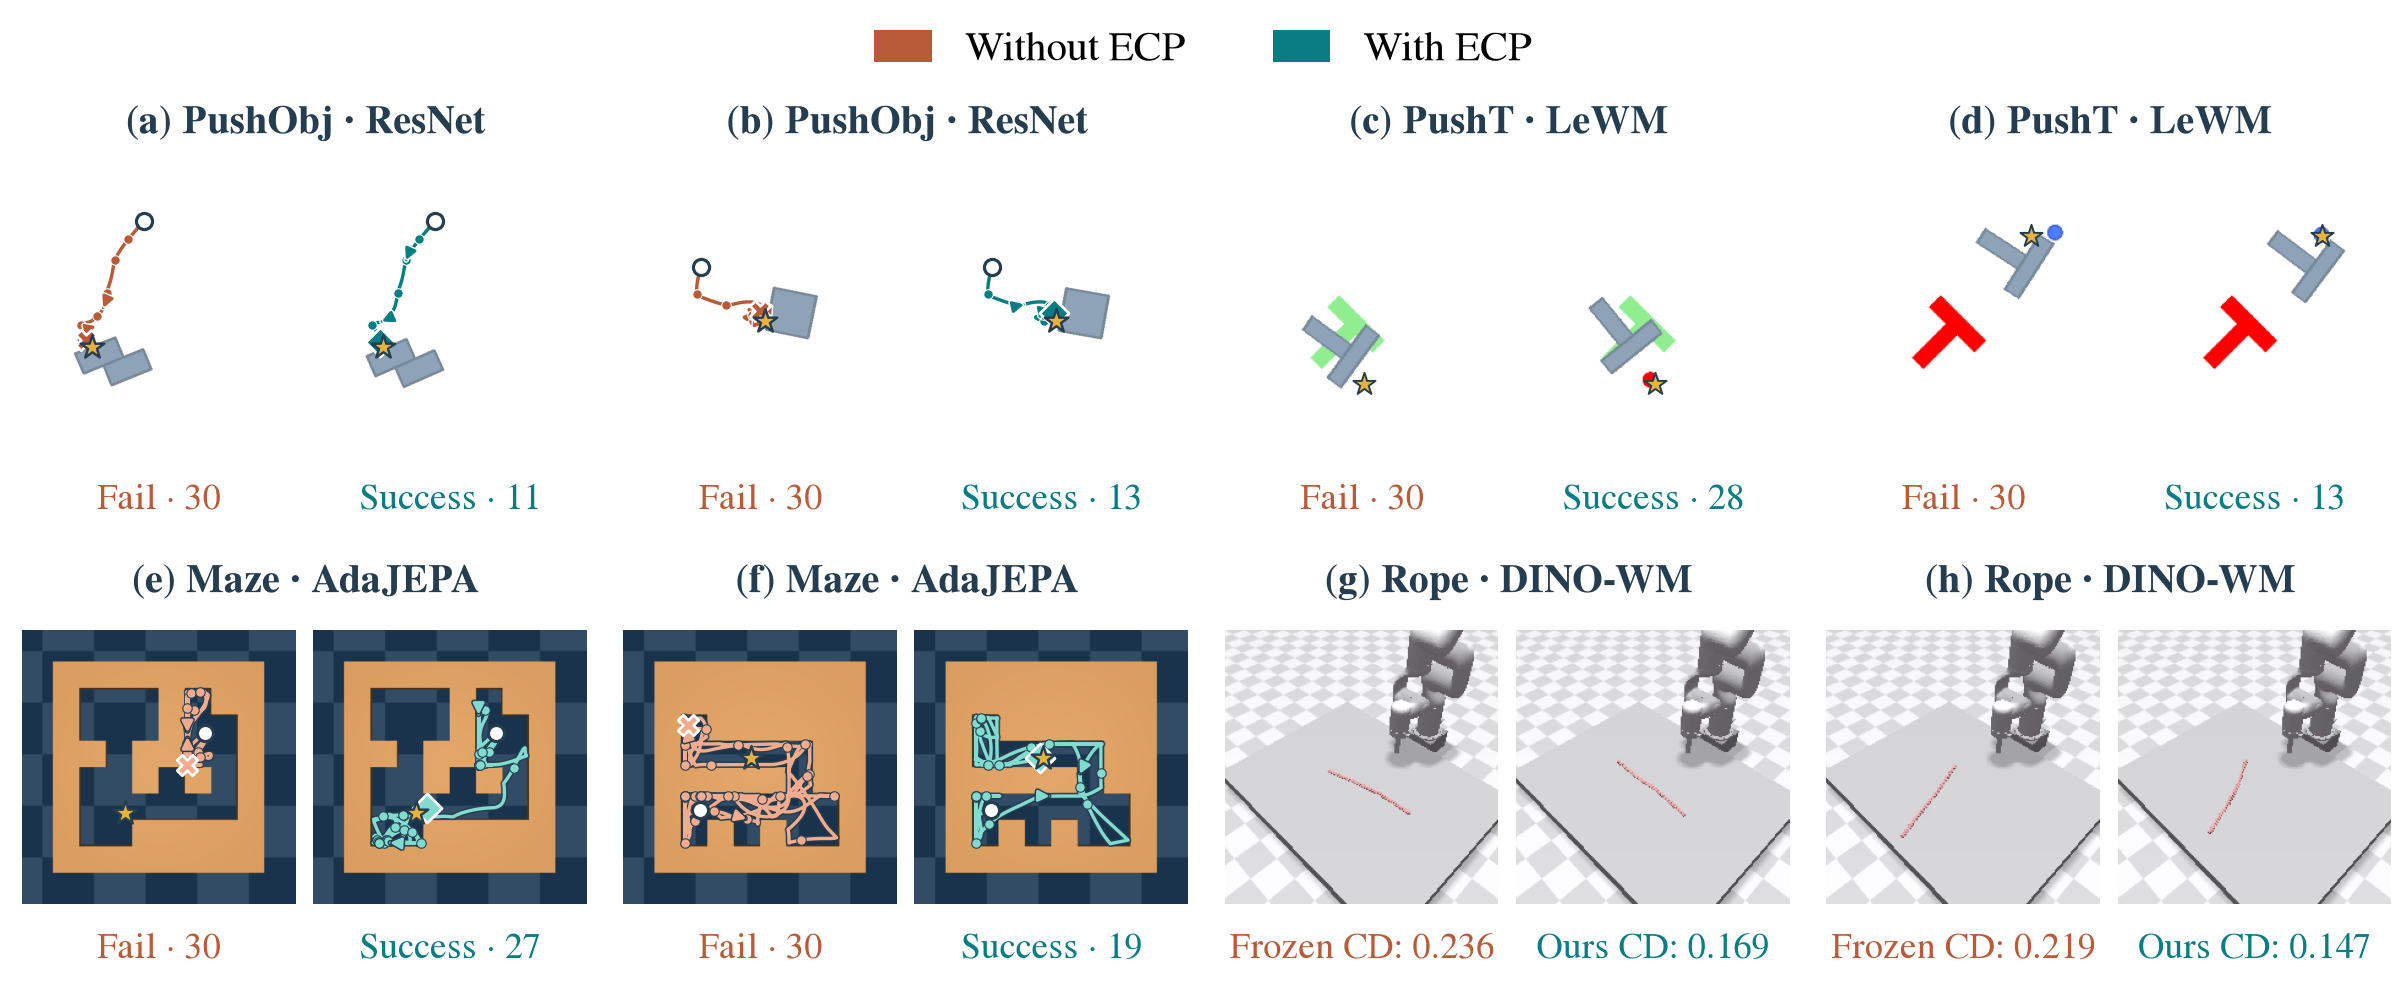 Without ECP
With ECP
(a) PushObj · ResNet
(b) PushObj · ResNet
(c) PushT · LeWM
(d) PushT · LeWM
Fail · 30
Success · 11
Fail · 30
Success · 13
Fail · 30
Success · 28
Fail · 30
Success · 13
(e) Maze · AdaJEPA
(f) Maze · AdaJEPA
(g) Rope · DINO-WM
(h) Rope · DINO-WM
Fail · 30
Success · 27
Fail · 30
Success · 19
Frozen CD: 0.236
Ours CD: 0.169
Frozen CD: 0.219
Ours CD: 0.147